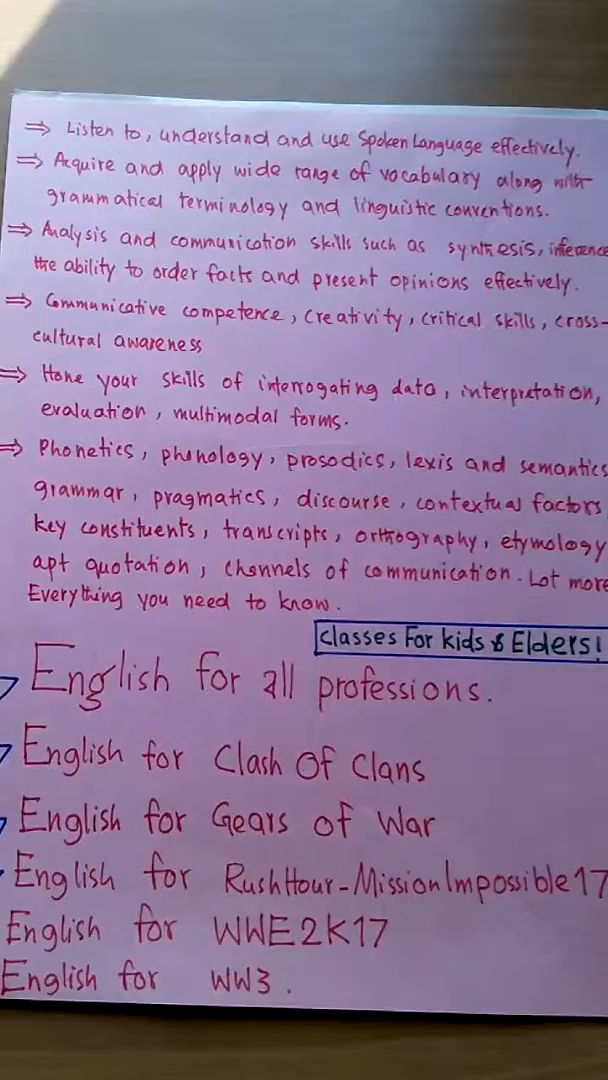 ⇒ Listen to, understand and use Spoken Language effectively.
⇒ Acquire and apply wide range of vocabulary along with
grammatical terminology and linguistic conventions.
⇒ Analysis and communication skills such as synthesis, inference
the ability to order facts and present opinions effectively.
⇒ Communicative competence, creativity, critical skills, cross-
cultural awareness
⇒ Hone your skills of interrogating data, interpretation,
evaluation, multimodal forms.
⇒ Phonetics, phonology, prosodics, lexis and semantics
grammar, pragmatics, discourse, contextual factors
key constituents, transcripts, orthography, etymology
apt quotation, channels of communication. Lot more
Everything you need to know.
Classes For kids & Elders!
English for all professions.
English for Clash Of Clans
English for Gears of War
English for RushHour-MissionImpossible17
English for WWE2K17
English for WW3.